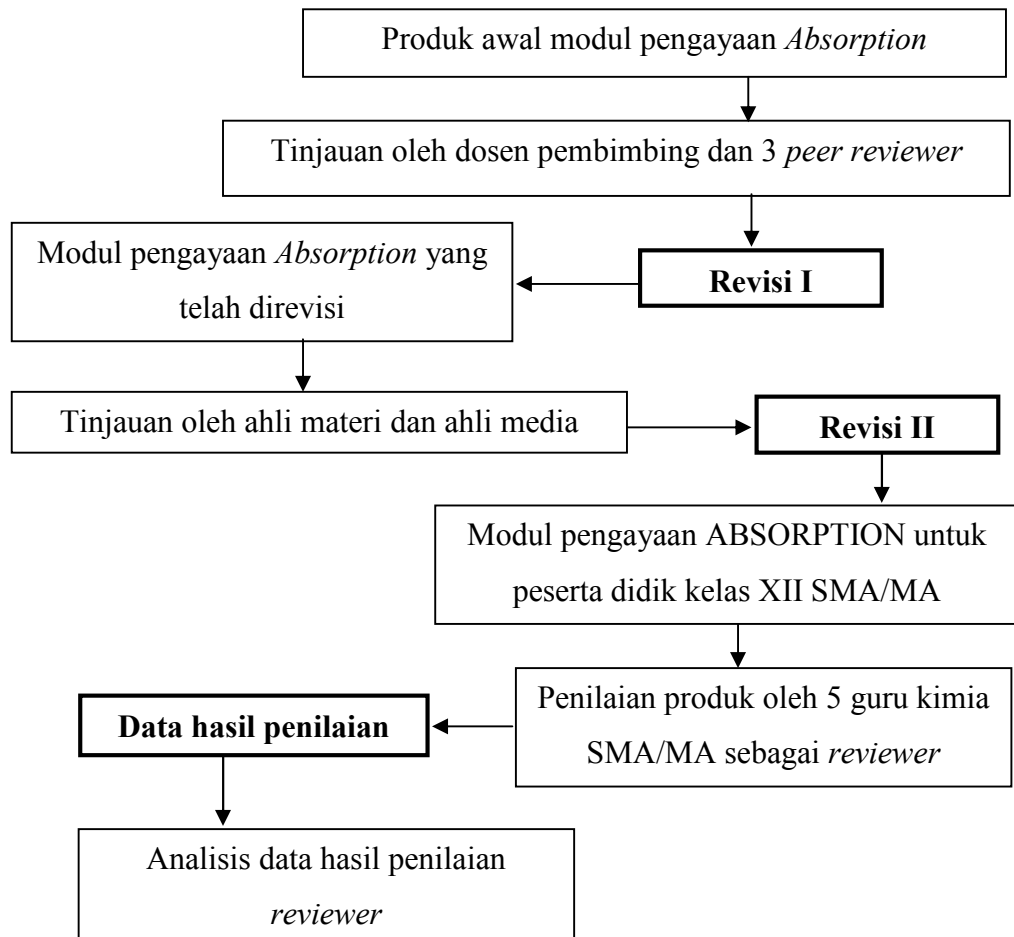 Produk awal modul pengayaan Absorption
Tinjauan oleh dosen pembimbing dan 3 peer reviewer
Revisi I
Modul pengayaan Absorption yang
telah direvisi
Tinjauan oleh ahli materi dan ahli media
Revisi II
Modul pengayaan ABSORPTION untuk
peserta didik kelas XII SMA/MA
Penilaian produk oleh 5 guru kimia
SMA/MA sebagai reviewer
Data hasil penilaian
Analisis data hasil penilaian
reviewer